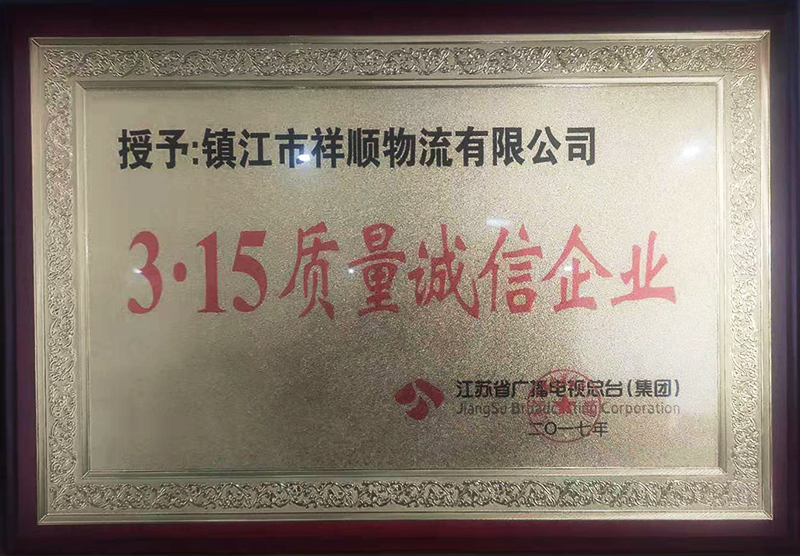 授予:镇江市祥顺物流有限公司
3·15质量诚信企业
江苏省广播电视总台(集团)
JiangSu Broadcasting Corporation
二〇一七年